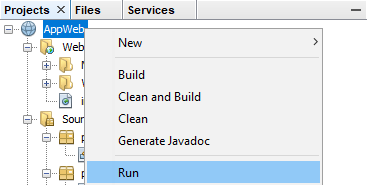 Projects × Files Services
AppWeb
New
Web
Build
Clean and Build
Clean
Sour
Generate Javadoc
Run